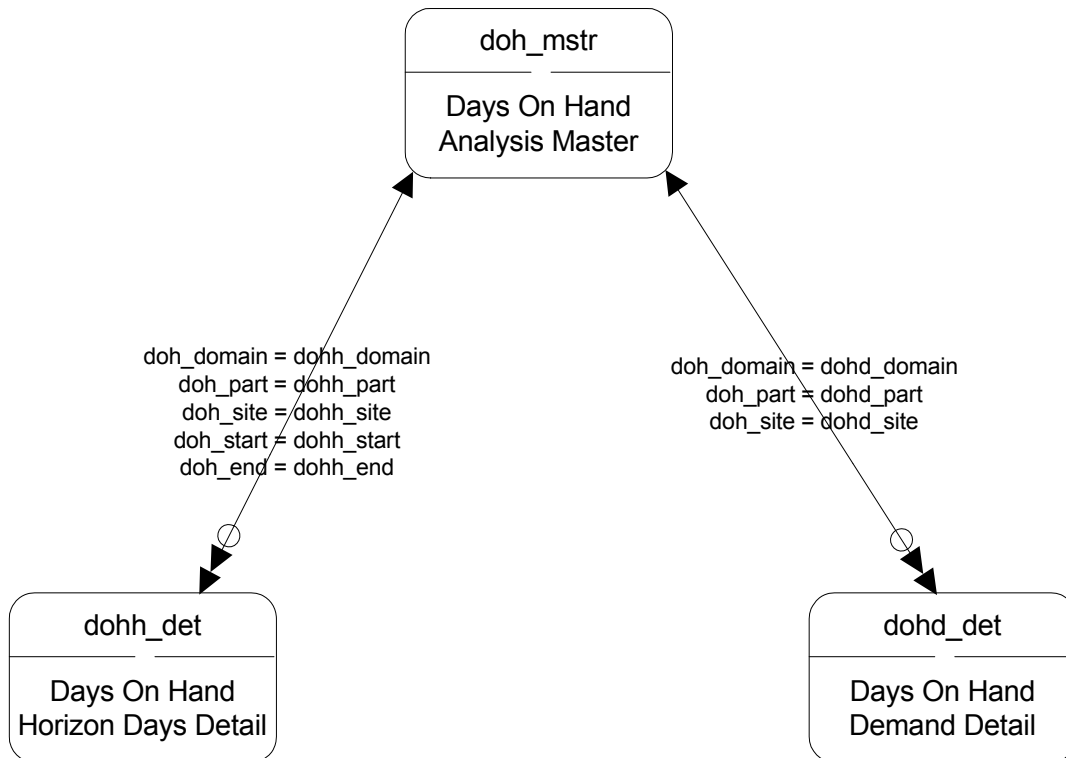 doh_mstr
Days On Hand
Analysis Master
doh_domain = dohh_domain
doh_part = dohh_part
doh_site = dohh_site
doh_start = dohh_start
doh_end = dohh_end
doh_domain = dohd_domain
doh_part = dohd_part
doh_site = dohd_site
dohh_det
Days On Hand
Horizon Days Detail
dohd_det
Days On Hand
Demand Detail